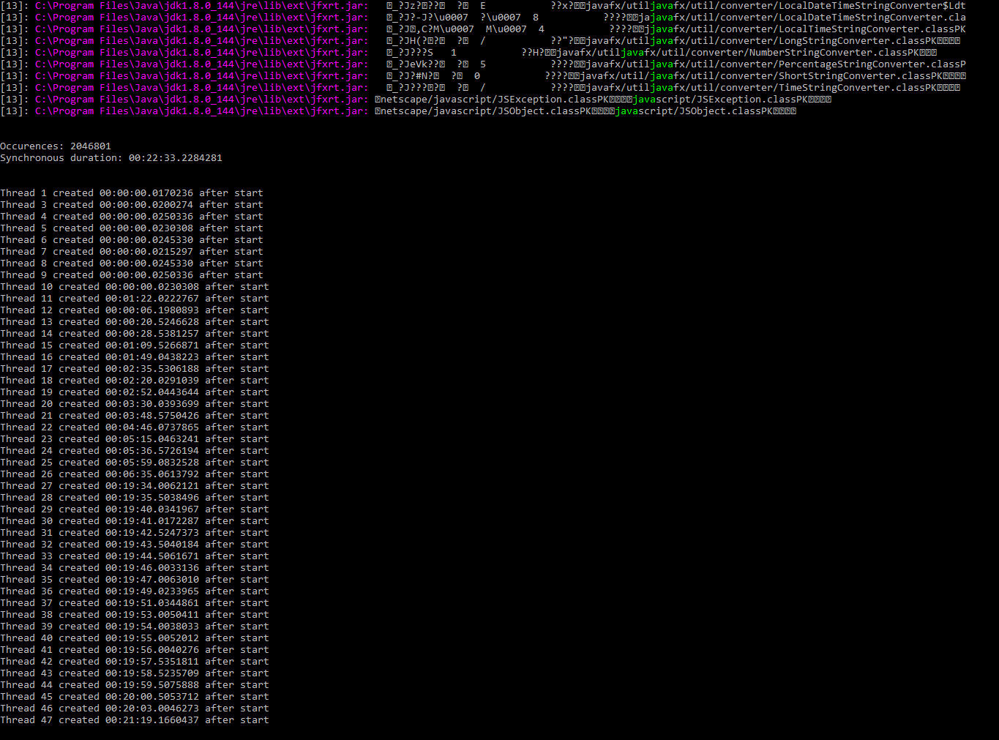 [13]: C:\Program Files\Java\jdk1.8.0_144\jre\lib\ext\jfxrt.jar: _?Jz?⍰??⍰ ?⍰ E ??x?⍰⍰javafx/utiljavafx/util/converter/LocalDateTimeStringConverter$Ldt
[13]: C:\Program Files\Java\jdk1.8.0_144\jre\lib\ext\jfxrt.jar: ⍰_?J?-J?\u0007 ?\u0007 8 ????⍰⍰jajavafx/util/converter/LocalDateTimeStringConverter.cla
[13]: C:\Program Files\Java\jdk1.8.0_144\jre\lib\ext\jfxrt.jar: ⍰_?J⍰,C?M\u0007 M\u0007 4 ????⍰⍰jjavafx/util/converter/LocalTimeStringConverter.classPK
[13]: C:\Program Files\Java\jdk1.8.0_144\jre\lib\ext\jfxrt.jar: ⍰_?JH(?⍰?⍰ ?⍰ / ??"?⍰⍰javafx/utiljavafx/util/converter/LongStringConverter.classPK⍰⍰⍰⍰
[13]: C:\Program Files\Java\jdk1.8.0_144\jre\lib\ext\jfxrt.jar: ⍰_?J???S 1 ??H?⍰⍰javafx/utiljavafx/util/converter/NumberStringConverter.classPK⍰⍰⍰
[13]: C:\Program Files\Java\jdk1.8.0_144\jre\lib\ext\jfxrt.jar: ⍰_?JeVk??⍰ ?⍰ 5 ????⍰⍰javafx/utiljavafx/util/converter/PercentageStringConverter.classP
[13]: C:\Program Files\Java\jdk1.8.0_144\jre\lib\ext\jfxrt.jar: ⍰_?J?#N?⍰ ?⍰ 0 ????⍰⍰javafx/util/javafx/util/converter/ShortStringConverter.classPK⍰⍰⍰⍰
[13]: C:\Program Files\Java\jdk1.8.0_144\jre\lib\ext\jfxrt.jar: ⍰_?J???⍰?⍰ ?⍰ / ????⍰⍰javafx/utiljavafx/util/converter/TimeStringConverter.classPK⍰⍰⍰⍰
[13]: C:\Program Files\Java\jdk1.8.0_144\jre\lib\ext\jfxrt.jar: ⍰netscape/javascript/JSException.classPK⍰⍰⍰⍰javascript/JSException.classPK⍰⍰⍰⍰
[13]: C:\Program Files\Java\jdk1.8.0_144\jre\lib\ext\jfxrt.jar: ⍰netscape/javascript/JSObject.classPK⍰⍰⍰⍰javascript/JSObject.classPK⍰⍰⍰⍰
Occurences: 2046801
Synchronous duration: 00:22:33.2284281
Thread 1 created 00:00:00.0170236 after start
Thread 3 created 00:00:00.0200274 after start
Thread 4 created 00:00:00.0250336 after start
Thread 5 created 00:00:00.0230308 after start
Thread 6 created 00:00:00.0245330 after start
Thread 7 created 00:00:00.0215297 after start
Thread 8 created 00:00:00.0245330 after start
Thread 9 created 00:00:00.0250336 after start
Thread 10 created 00:00:00.0230308 after start
Thread 11 created 00:01:22.0222767 after start
Thread 12 created 00:00:06.1980893 after start
Thread 13 created 00:00:20.5246628 after start
Thread 14 created 00:00:28.5381257 after start
Thread 15 created 00:01:09.5266871 after start
Thread 16 created 00:01:49.0438223 after start
Thread 17 created 00:02:35.5306188 after start
Thread 18 created 00:02:20.0291039 after start
Thread 19 created 00:02:52.0443644 after start
Thread 20 created 00:03:30.0393699 after start
Thread 21 created 00:03:48.5750426 after start
Thread 22 created 00:04:46.0737865 after start
Thread 23 created 00:05:15.0463241 after start
Thread 24 created 00:05:36.5726194 after start
Thread 25 created 00:05:59.0832528 after start
Thread 26 created 00:06:35.0613792 after start
Thread 27 created 00:19:34.0062121 after start
Thread 28 created 00:19:35.5038496 after start
Thread 29 created 00:19:40.0341967 after start
Thread 30 created 00:19:41.0172287 after start
Thread 31 created 00:19:42.5247373 after start
Thread 32 created 00:19:43.5040184 after start
Thread 33 created 00:19:44.5061671 after start
Thread 34 created 00:19:46.0033136 after start
Thread 35 created 00:19:47.0063010 after start
Thread 36 created 00:19:49.0233965 after start
Thread 37 created 00:19:51.0344861 after start
Thread 38 created 00:19:53.0050411 after start
Thread 39 created 00:19:54.0038033 after start
Thread 40 created 00:19:55.0052012 after start
Thread 41 created 00:19:56.0040276 after start
Thread 42 created 00:19:57.5351811 after start
Thread 43 created 00:19:58.5235709 after start
Thread 44 created 00:19:59.5075888 after start
Thread 45 created 00:20:00.5053712 after start
Thread 46 created 00:20:03.0046273 after start
Thread 47 created 00:21:19.1660437 after start